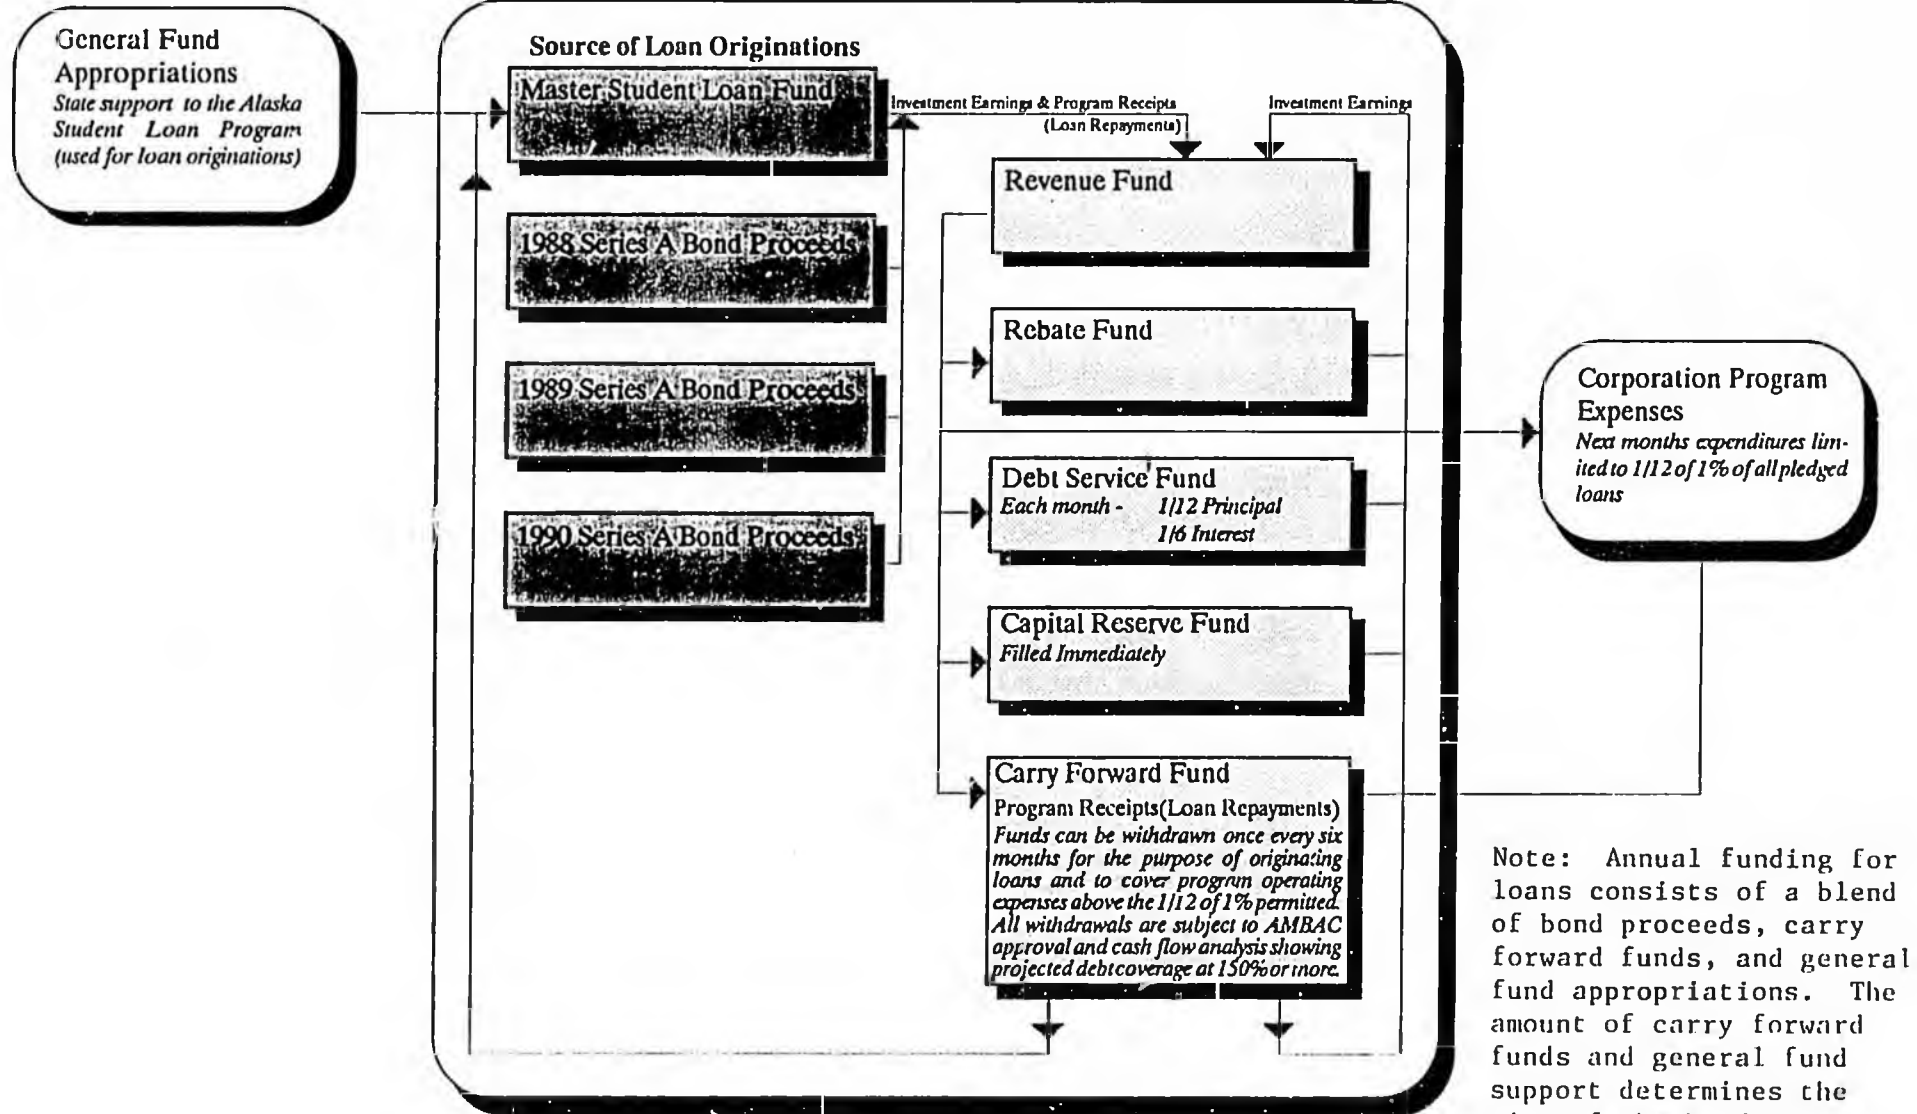 General Fund
Appropriations
State support to the Alaska
Student Loan Program
(used for loan originations)
Source of Loan Originations
Master Student Loan Fund
1988 Series A Bond Proceeds
1989 Series A Bond Proceeds
1990 Series A Bond Proceeds
Investment Earnings & Program Receipts
(Loan Repayments)
Investment Earnings
Revenue Fund
Rebate Fund
Debt Service Fund
Each month - 1/12 Principal
1/6 Interest
Capital Reserve Fund
Filled Immediately
Carry Forward Fund
Program Receipts(Loan Repayments)
Funds can be withdrawn once every six
months for the purpose of originating
loans and to cover program operating
expenses above the 1/12 of 1% permitted.
All withdrawals are subject to AMBAC
approval and cash flow analysis showing
projected debt coverage at 150% or more.
Corporation Program
Expenses
Next months expenditures lim-
ited to 1/12 of 1% of all pledged
loans
Note: Annual funding for
loans consists of a blend
of bond proceeds, carry
forward funds, and general
fund appropriations. The
amount of carry forward
funds and general fund
support determines the